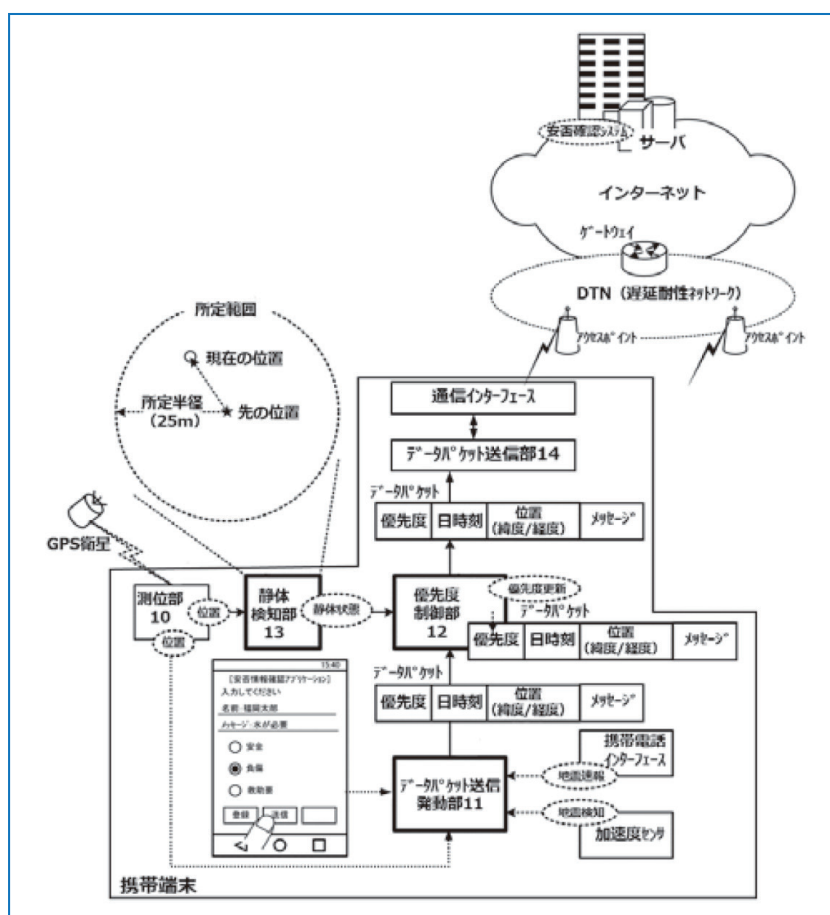 安否確認システム
サーバ
インターネット
ゲートウェイ
DTN（遅延耐性ネットワーク）
アクセスポイント
アクセスポイント
所定範囲
現在の位置
所定半径
（25m）
先の位置
通信インターフェース
データパケット送信部14
データパケット
優先度
日時刻
位置
(緯度/経度)
メッセージ
GPS衛星
測位部
10
位置
位置
静体
検知部
13
静体状態
優先度
制御部
12
優先度更新
データパケット
優先度
日時刻
位置
(緯度/経度)
メッセージ
データパケット
優先度
日時刻
位置
(緯度/経度)
メッセージ
15:40
［安否情報確認アプリケーション］
入力してください
名前:福岡太郎
メッセージ:水が必要
安全
負傷
救助要
登録
送信
データパケット送信
発動部11
携帯電話
インターフェース
地震速報
地震検知
加速度センサ
携帯端末